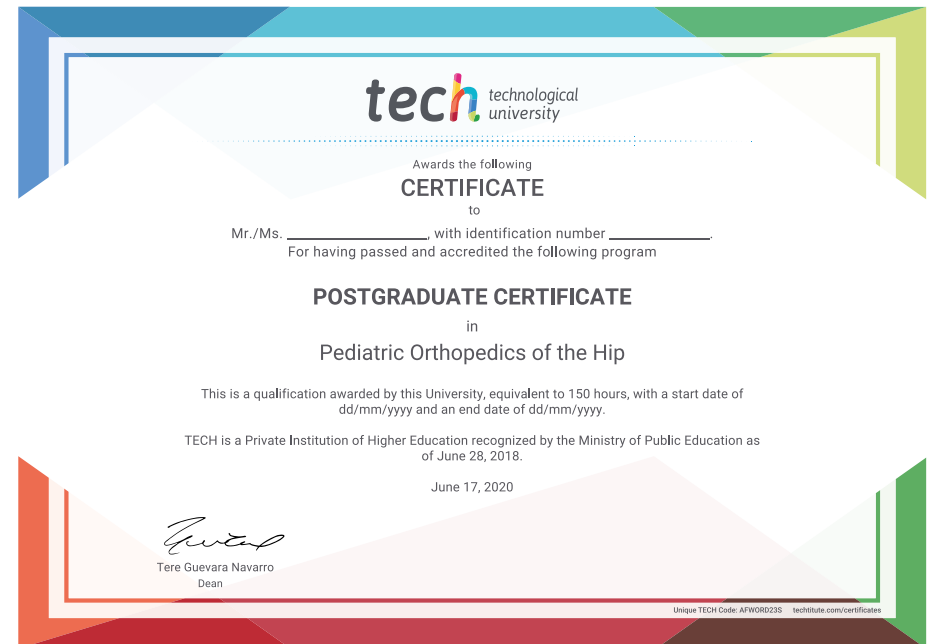 tech technological
university
Awards the following
CERTIFICATE
to
Mr./Ms. ____________________, with identification number ______________.
For having passed and accredited the following program
POSTGRADUATE CERTIFICATE
in
Pediatric Orthopedics of the Hip
This is a qualification awarded by this University, equivalent to 150 hours, with a start date of
dd/mm/yyyy and an end date of dd/mm/yyyy.
TECH is a Private Institution of Higher Education recognized by the Ministry of Public Education as
of June 28, 2018.
June 17, 2020
Tere Guevara Navarro
Dean
Unique TECH Code: AFWORD23S techtitute.com/certificates